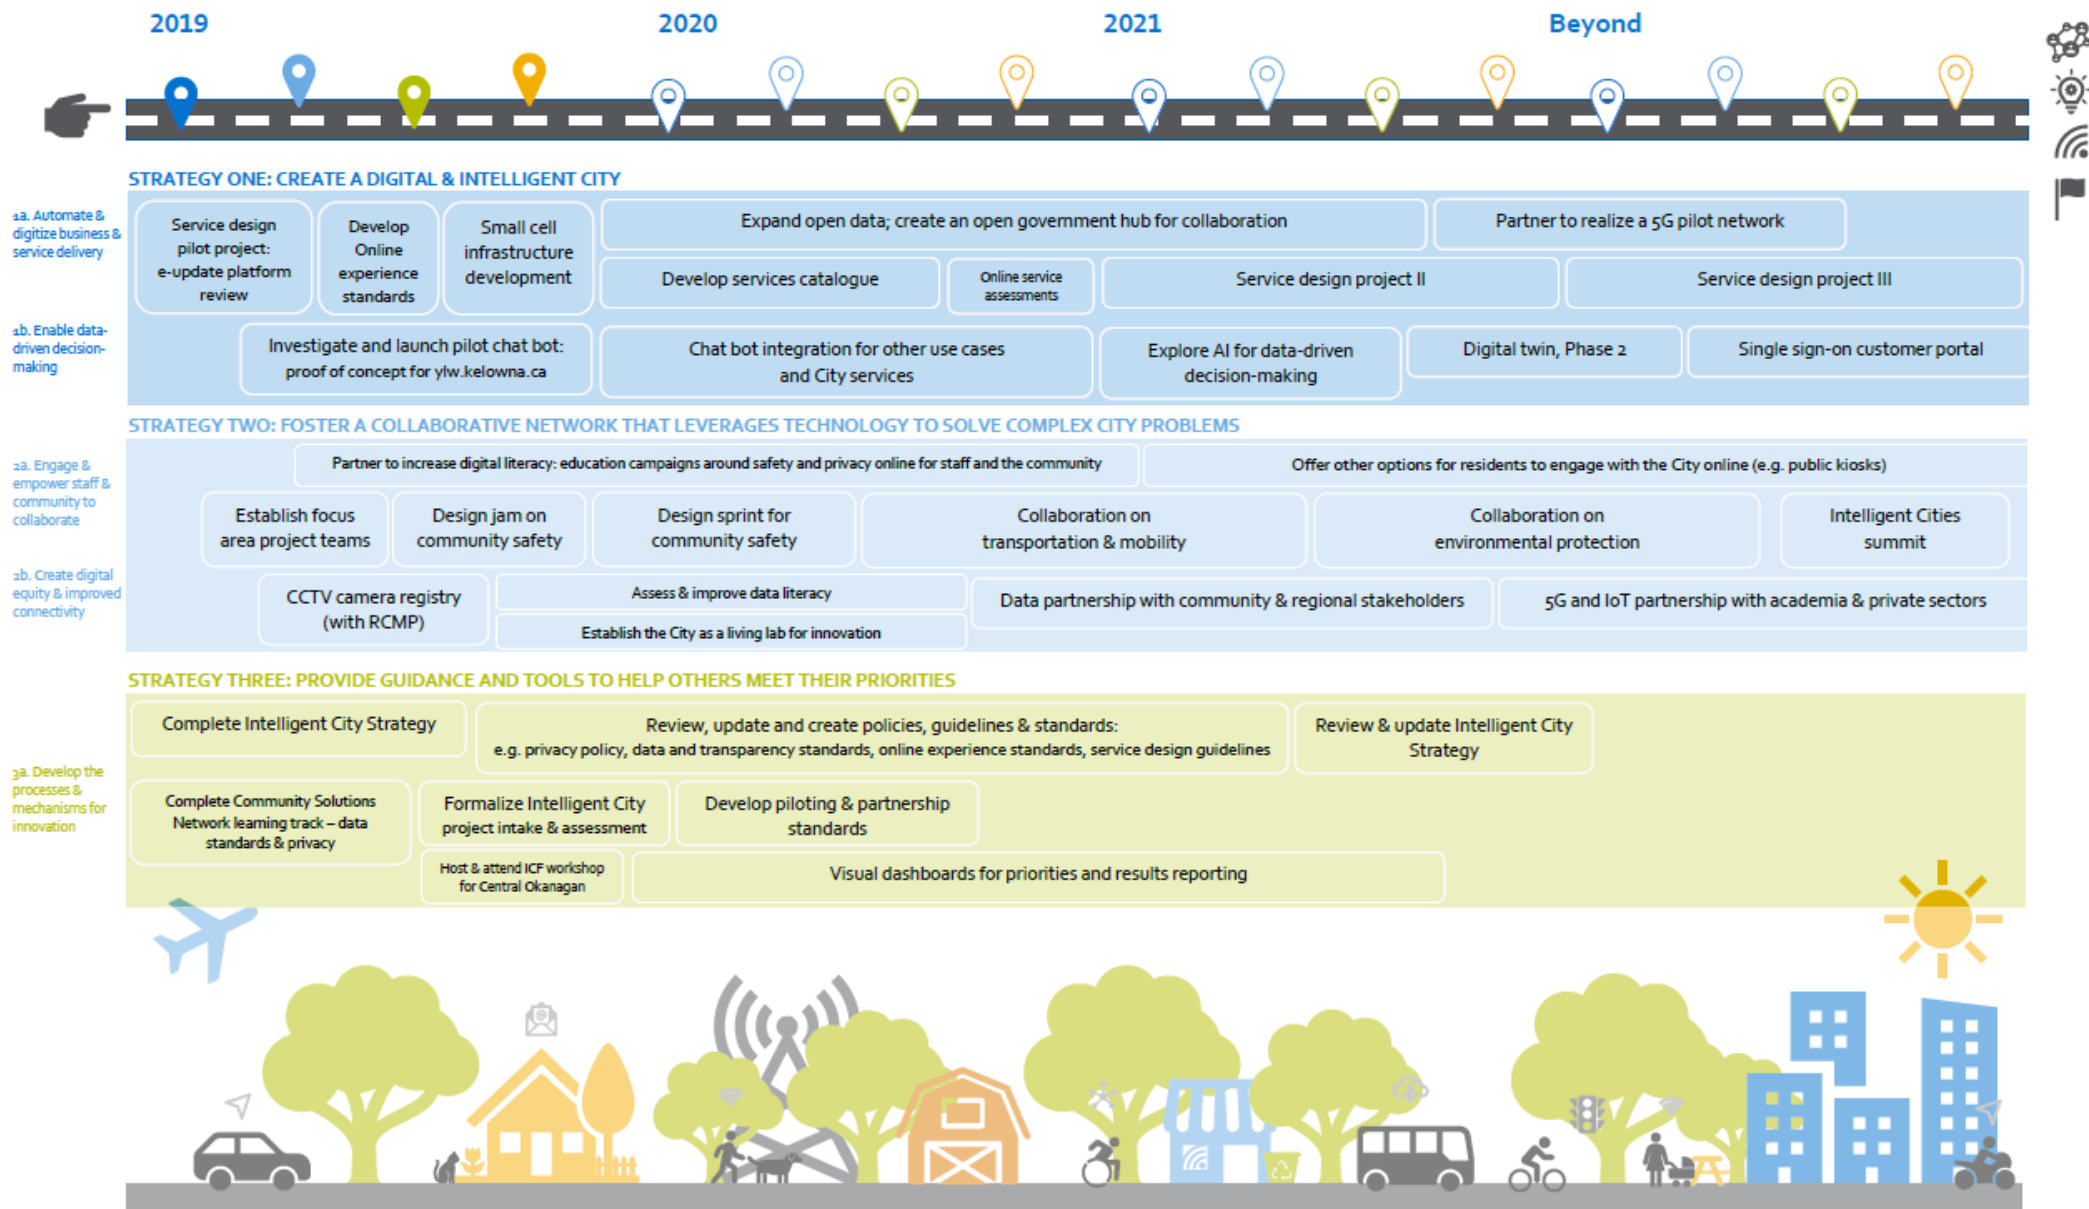 2019
2020
2021
Beyond
STRATEGY ONE: CREATE A DIGITAL & INTELLIGENT CITY
1a. Automate &
digitize business &
service delivery
Service design
pilot project:
e-update platform
review
Develop
Online
experience
standards
Small cell
infrastructure
development
Expand open data; create an open government hub for collaboration
Partner to realize a 5G pilot network
Develop services catalogue
Online service
assessments
Service design project II
Service design project III
1b. Enable data-
driven decision-
making
Investigate and launch pilot chat bot:
proof of concept for ylw.kelowna.ca
Chat bot integration for other use cases
and City services
Explore AI for data-driven
decision-making
Digital twin, Phase 2
Single sign-on customer portal
STRATEGY TWO: FOSTER A COLLABORATIVE NETWORK THAT LEVERAGES TECHNOLOGY TO SOLVE COMPLEX CITY PROBLEMS
2a. Engage &
empower staff &
community to
collaborate
Partner to increase digital literacy: education campaigns around safety and privacy online for staff and the community
Offer other options for residents to engage with the City online (e.g. public kiosks)
Establish focus
area project teams
Design jam on
community safety
Design sprint for
community safety
Collaboration on
transportation & mobility
Collaboration on
environmental protection
Intelligent Cities
summit
2b. Create digital
equity & improved
connectivity
CCTV camera registry
(with RCMP)
Assess & improve data literacy
Establish the City as a living lab for innovation
Data partnership with community & regional stakeholders
5G and IoT partnership with academia & private sectors
STRATEGY THREE: PROVIDE GUIDANCE AND TOOLS TO HELP OTHERS MEET THEIR PRIORITIES
Complete Intelligent City Strategy
Review, update and create policies, guidelines & standards:
e.g. privacy policy, data and transparency standards, online experience standards, service design guidelines
Review & update Intelligent City
Strategy
3a. Develop the
processes &
mechanisms for
innovation
Complete Community Solutions
Network learning track – data
standards & privacy
Formalize Intelligent City
project intake & assessment
Develop piloting & partnership
standards
Host & attend ICF workshop
for Central Okanagan
Visual dashboards for priorities and results reporting